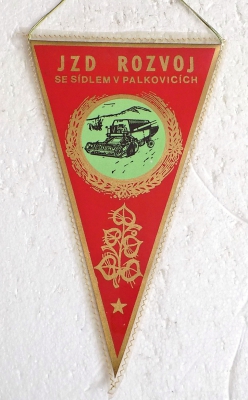 JZD ROZVOJ
SE SÍDLEM V PALKOVICÍCH